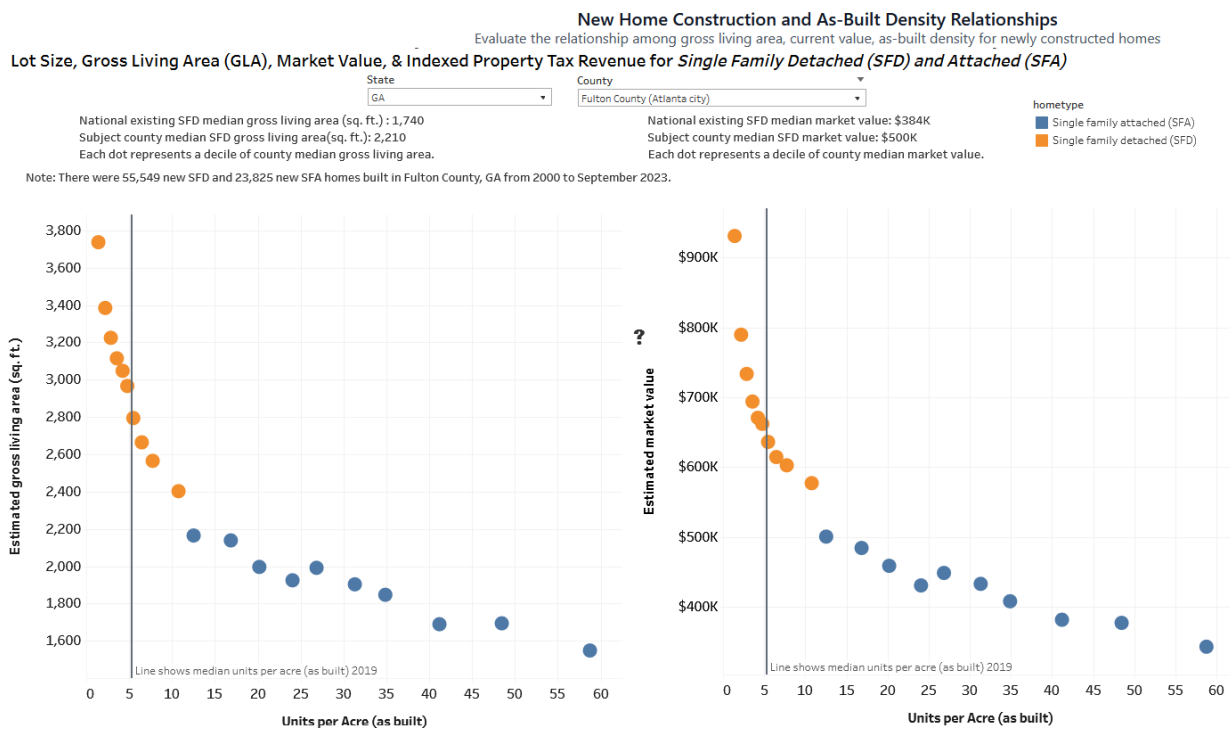 New Home Construction and As-Built Density Relationships
Evaluate the relationship among gross living area, current value, as-built density for newly constructed homes
Lot Size, Gross Living Area (GLA), Market Value, & Indexed Property Tax Revenue for Single Family Detached (SFD) and Attached (SFA)
State
GA
County
Fulton County (Atlanta city)
National existing SFD median gross living area (sq. ft.) : 1,740
Subject county median SFD gross living area(sq. ft.): 2,210
Each dot represents a decile of county median gross living area.
National existing SFD median market value: $384K
Subject county median SFD market value: $500K
Each dot represents a decile of county median market value.
hometype
Single family attached (SFA)
Single family detached (SFD)
Note: There were 55,549 new SFD and 23,825 new SFA homes built in Fulton County, GA from 2000 to September 2023.
Estimated gross living area (sq. ft.)
3,800
3,600
3,400
3,200
3,000
2,800
2,600
2,400
2,200
2,000
1,800
1,600
Line shows median units per acre (as built) 2019
0 5 10 15 20 25 30 35 40 45 50 55 60
Units per Acre (as built)
?
Estimated market value
$900K
$800K
$700K
$600K
$500K
$400K
Line shows median units per acre (as built) 2019
0 5 10 15 20 25 30 35 40 45 50 55 60
Units per Acre (as built)